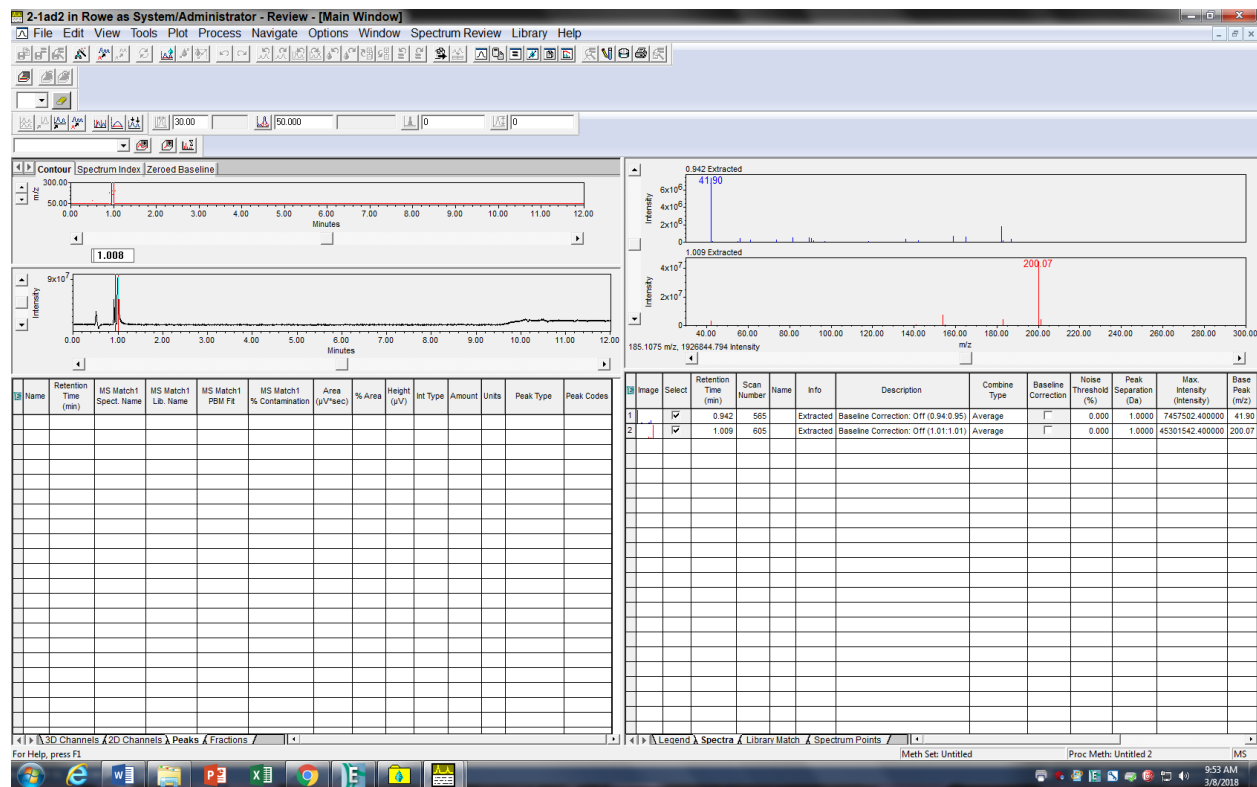 2-1ad2 in Rowe as System/Administrator - Review - [Main Window]
File Edit View Tools Plot Process Navigate Options Window Spectrum Review Library Help
30.00 50.000 0 0
Contour Spectrum Index Zeroed Baseline
300.00
m/z
50.00
0.00 1.00 2.00 3.00 4.00 5.00 6.00 7.00 8.00 9.00 10.00 11.00 12.00
Minutes
1.008
9x10^7
Intensity
0.00 1.00 2.00 3.00 4.00 5.00 6.00 7.00 8.00 9.00 10.00 11.00 12.00
Minutes
0.942 Extracted
41.90
6x10^6
4x10^6
2x10^6
0
Intensity
1.009 Extracted
200.07
4x10^7
2x10^7
0
Intensity
40.00 60.00 80.00 100.00 120.00 140.00 160.00 180.00 200.00 220.00 240.00 260.00 280.00 300.00
185.1075 m/z, 1926844.794 Intensity
m/z
Name Retention Time (min) MS Match1 Spect. Name MS Match1 Lib. Name MS Match1 PBM Fit MS Match1 % Contamination Area (µV*sec) % Area Height (µV) Int Type Amount Units Peak Type Peak Codes
Image Select Retention Time (min) Scan Number Name Info Description Combine Type Baseline Correction Noise Threshold (%) Peak Separation (Da) Max. Intensity (Intensity) Base Peak (m/z)
1 0.942 565 Extracted Baseline Correction: Off (0.94:0.95) Average 0.000 1.0000 7457502.400000 41.90
2 1.009 605 Extracted Baseline Correction: Off (1.01:1.01) Average 0.000 1.0000 45301542.400000 200.07
3D Channels 2D Channels Peaks Fractions
Legend Spectra Library Match Spectrum Points
For Help, press F1
Meth Set: Untitled Proc Meth: Untitled 2 MS
9:53 AM
3/8/2018